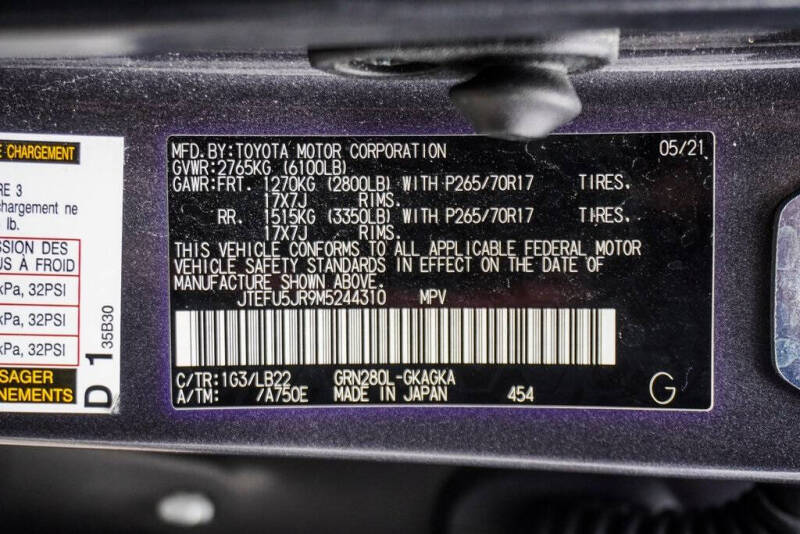 E CHARGEMENT
RE 3
chargement ne
lb.
SSION DES
US À FROID
kPa, 32PSI
kPa, 32PSI
kPa, 32PSI
SAGER
NEMENTS
D 1 35B30
MFD.BY:TOYOTA MOTOR CORPORATION 05/21
GVWR:2765KG (6100LB)
GAWR:FRT. 1270KG (2800LB) WITH P265/70R17 TIRES.
17X7J RIMS.
RR. 1515KG (3350LB) WITH P265/70R17 TIRES.
17X7J RIMS.
THIS VEHICLE CONFORMS TO ALL APPLICABLE FEDERAL MOTOR
VEHICLE SAFETY STANDARDS IN EFFECT ON THE DATE OF
MANUFACTURE SHOWN ABOVE.
JTEFU5JR9M5244310 MPV
C/TR:1G3/LB22 GRN280L-GKAGKA
A/TM: /A750E MADE IN JAPAN 454 G